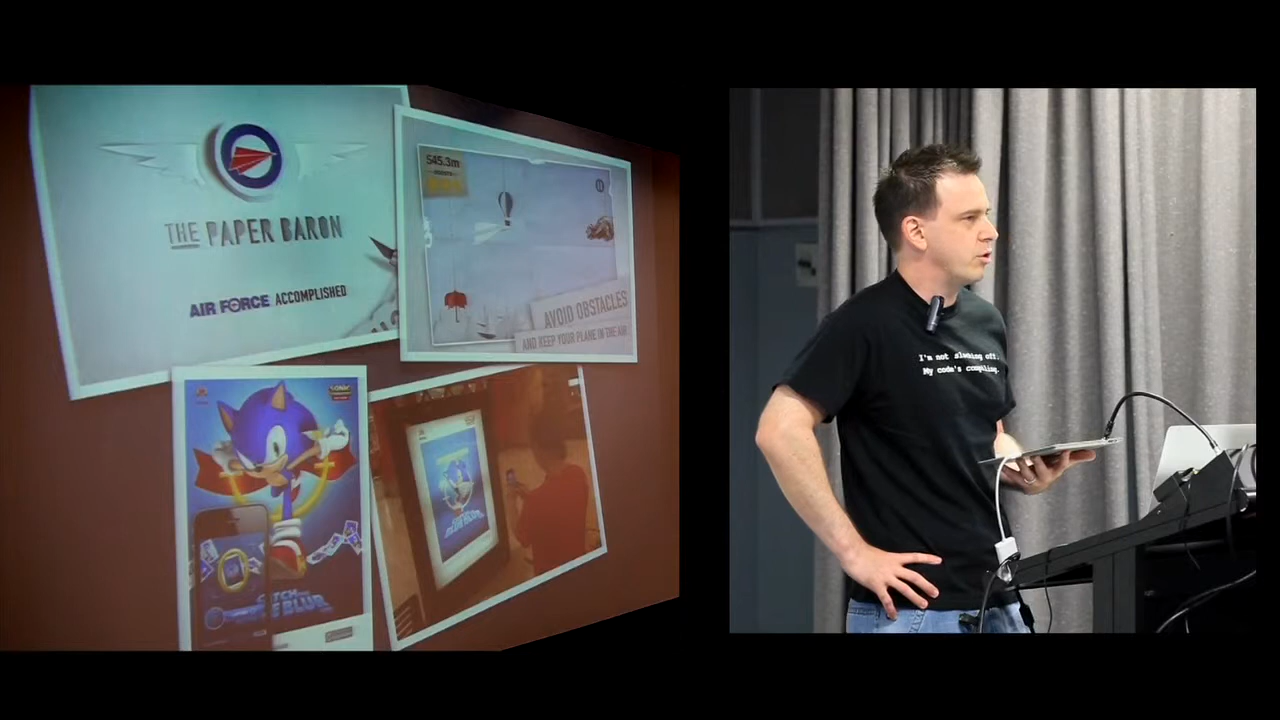 THE PAPER BARON
AIR FORCE ACCOMPLISHED
545.3m
AVOID OBSTACLES
AND KEEP YOUR PLANE IN THE AIR
SONIC
I'm not slacking off.
My code's compiling.